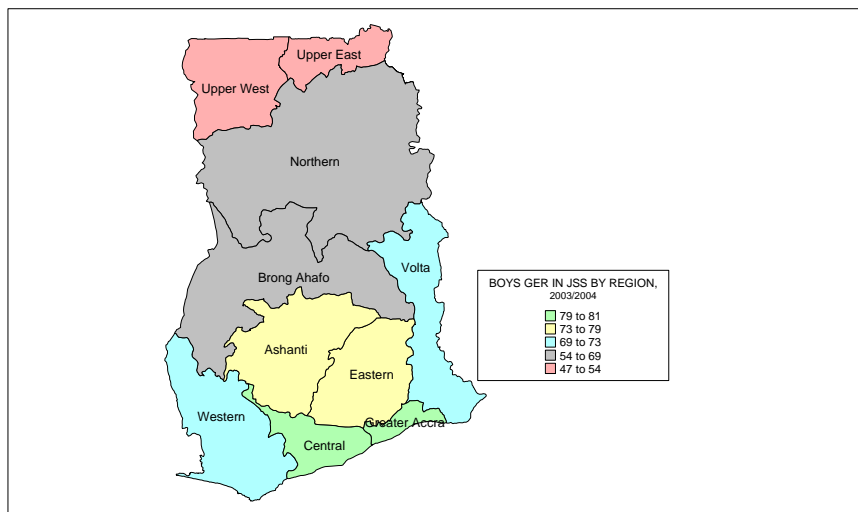 Upper East
Upper West
Northern
Volta
Brong Ahafo
Ashanti
Eastern
Western
Greater Accra
Central
BOYS GER IN JSS BY REGION,
2003/2004
79 to 81
73 to 79
69 to 73
54 to 69
47 to 54